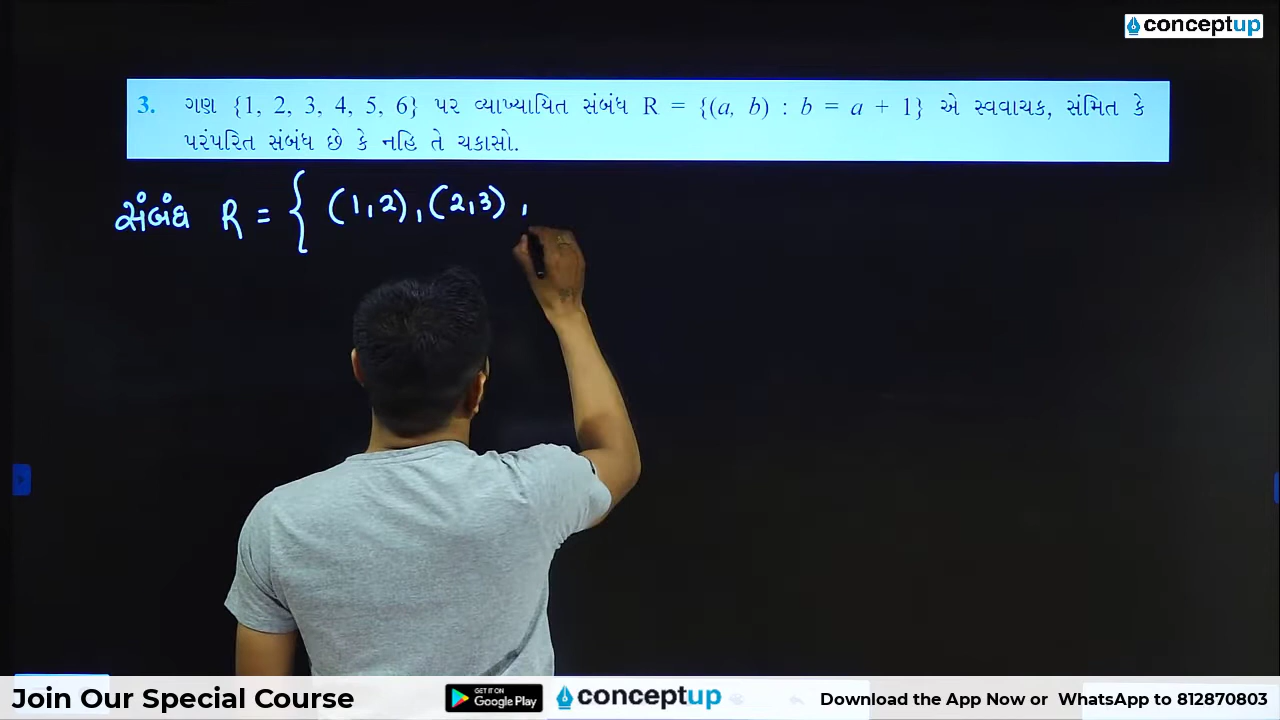 conceptup
3. ગણ {1, 2, 3, 4, 5, 6} પર વ્યાખ્યાયિત સંબંધ R = {(a, b) : b = a + 1} એ સ્વવાચક, સંમિત કે
પરંપરિત સંબંધ છે કે નહિ તે ચકાસો.
સંબંધ R = { (1,2), (2,3),
Join Our Special Course GET IT ON Google Play conceptup Download the App Now or WhatsApp to 812870803